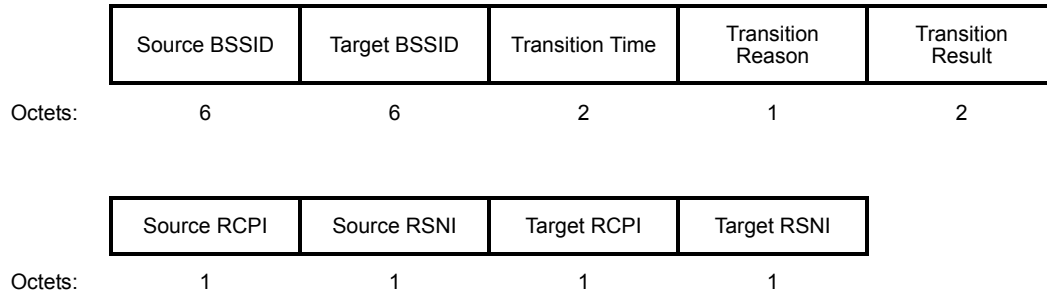 Source BSSID Target BSSID Transition Time Transition Reason Transition Result
Octets: 6 6 2 1 2
Source RCPI Source RSNI Target RCPI Target RSNI
Octets: 1 1 1 1